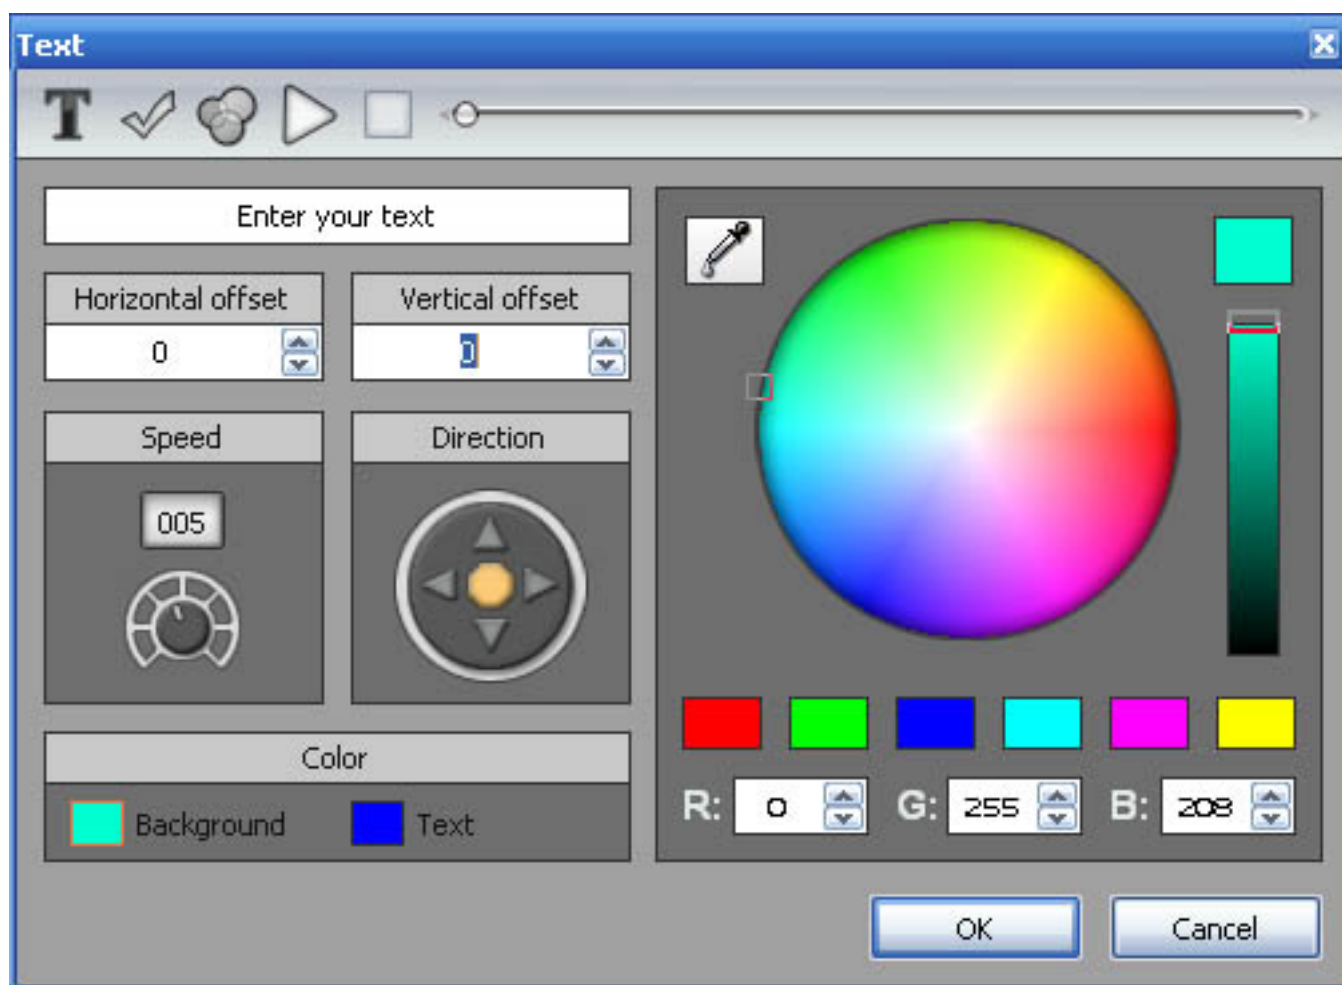 Text
T
Enter your text
Horizontal offset
Vertical offset
0
0
Speed
Direction
005
Color
Background
Text
R: 0
G: 255
B: 208
OK
Cancel